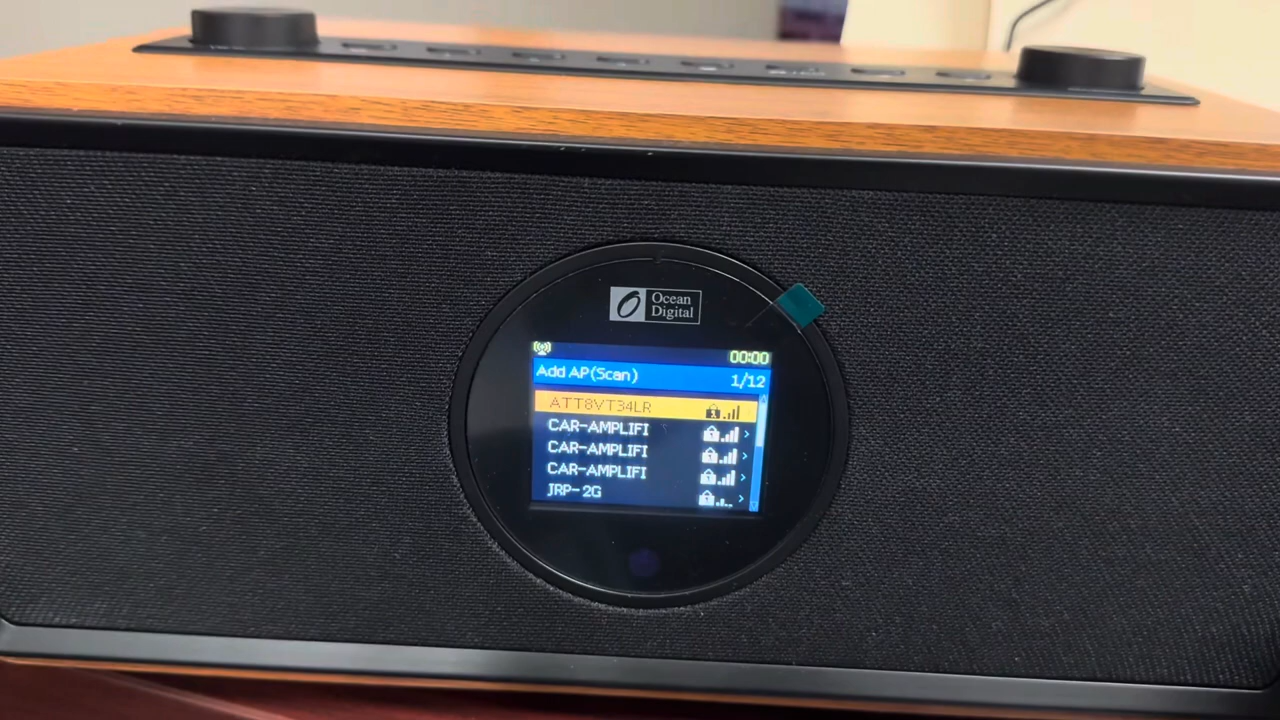 Ocean
Digital
00:00
Add AP(Scan) 1/12
ATT8VT34LR
CAR-AMPLIFI
CAR-AMPLIFI
CAR-AMPLIFI
JRP-2G